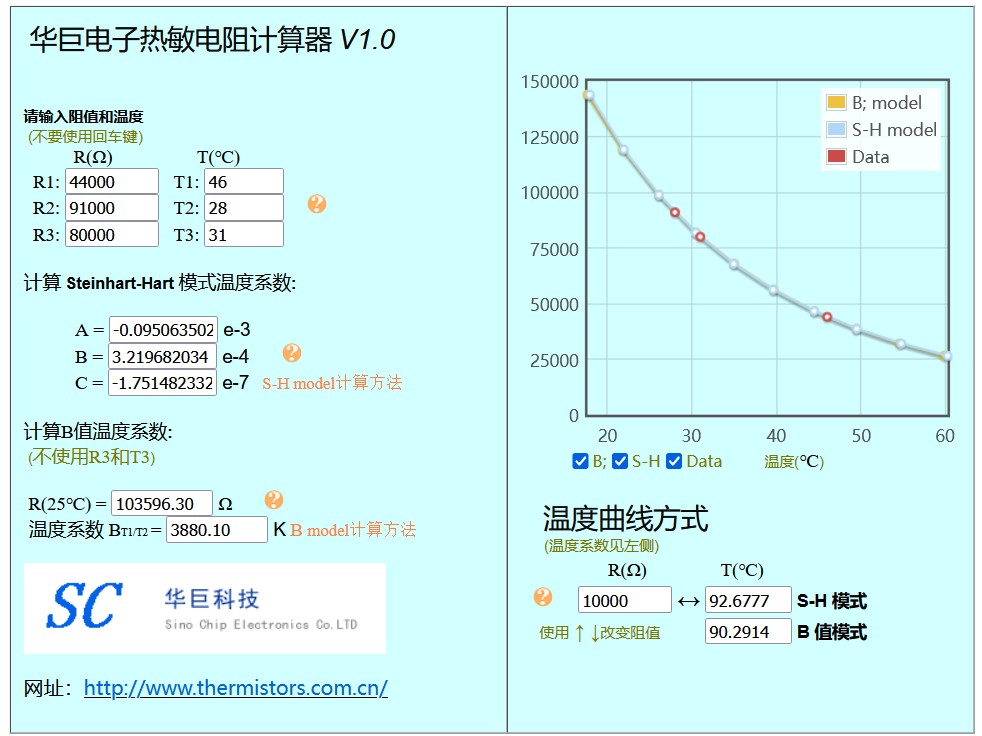 华巨电子热敏电阻计算器 V1.0
请输入阻值和温度
(不要使用回车键)
R(Ω) T(℃)
R1: 44000 T1: 46
R2: 91000 T2: 28 ?
R3: 80000 T3: 31
计算 Steinhart-Hart 模式温度系数:
A = -0.095063502 e-3
B = 3.219682034 e-4 ?
C = -1.751482332 e-7 S-H model计算方法
计算B值温度系数:
(不使用R3和T3)
R(25℃) = 103596.30 Ω ?
温度系数 BT1/T2 = 3880.10 K B model计算方法
SC 华巨科技
Sino Chip Electronics Co.LTD
网址：http://www.thermistors.com.cn/
150000
125000
100000
75000
50000
25000
0
20 30 40 50 60
B; model
S-H model
Data
B; S-H Data 温度(℃)
温度曲线方式
(温度系数见左侧)
R(Ω) T(℃)
? 10000 ↔ 92.6777 S-H 模式
使用 ↑ ↓改变阻值 90.2914 B 值模式